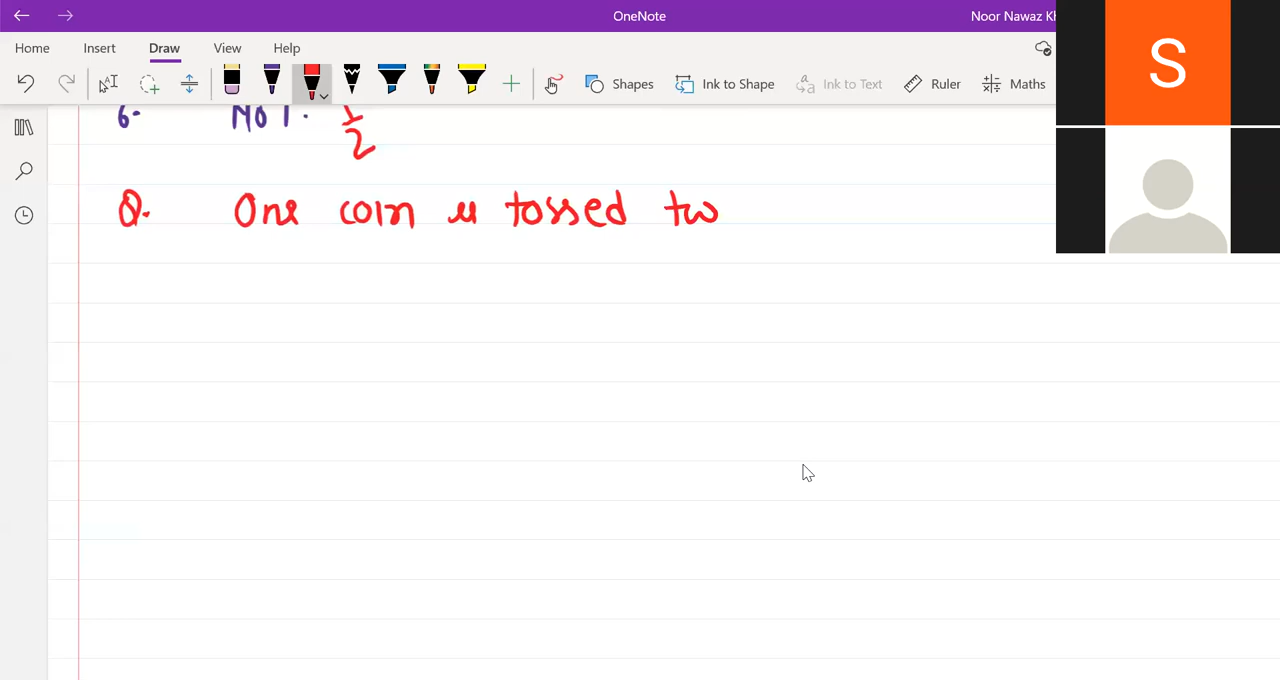 OneNote
Noor Nawaz Kh
Home Insert Draw View Help
Shapes Ink to Shape Ink to Text Ruler Maths
S
6. No T. 1/2
Q. One coin is tossed tw